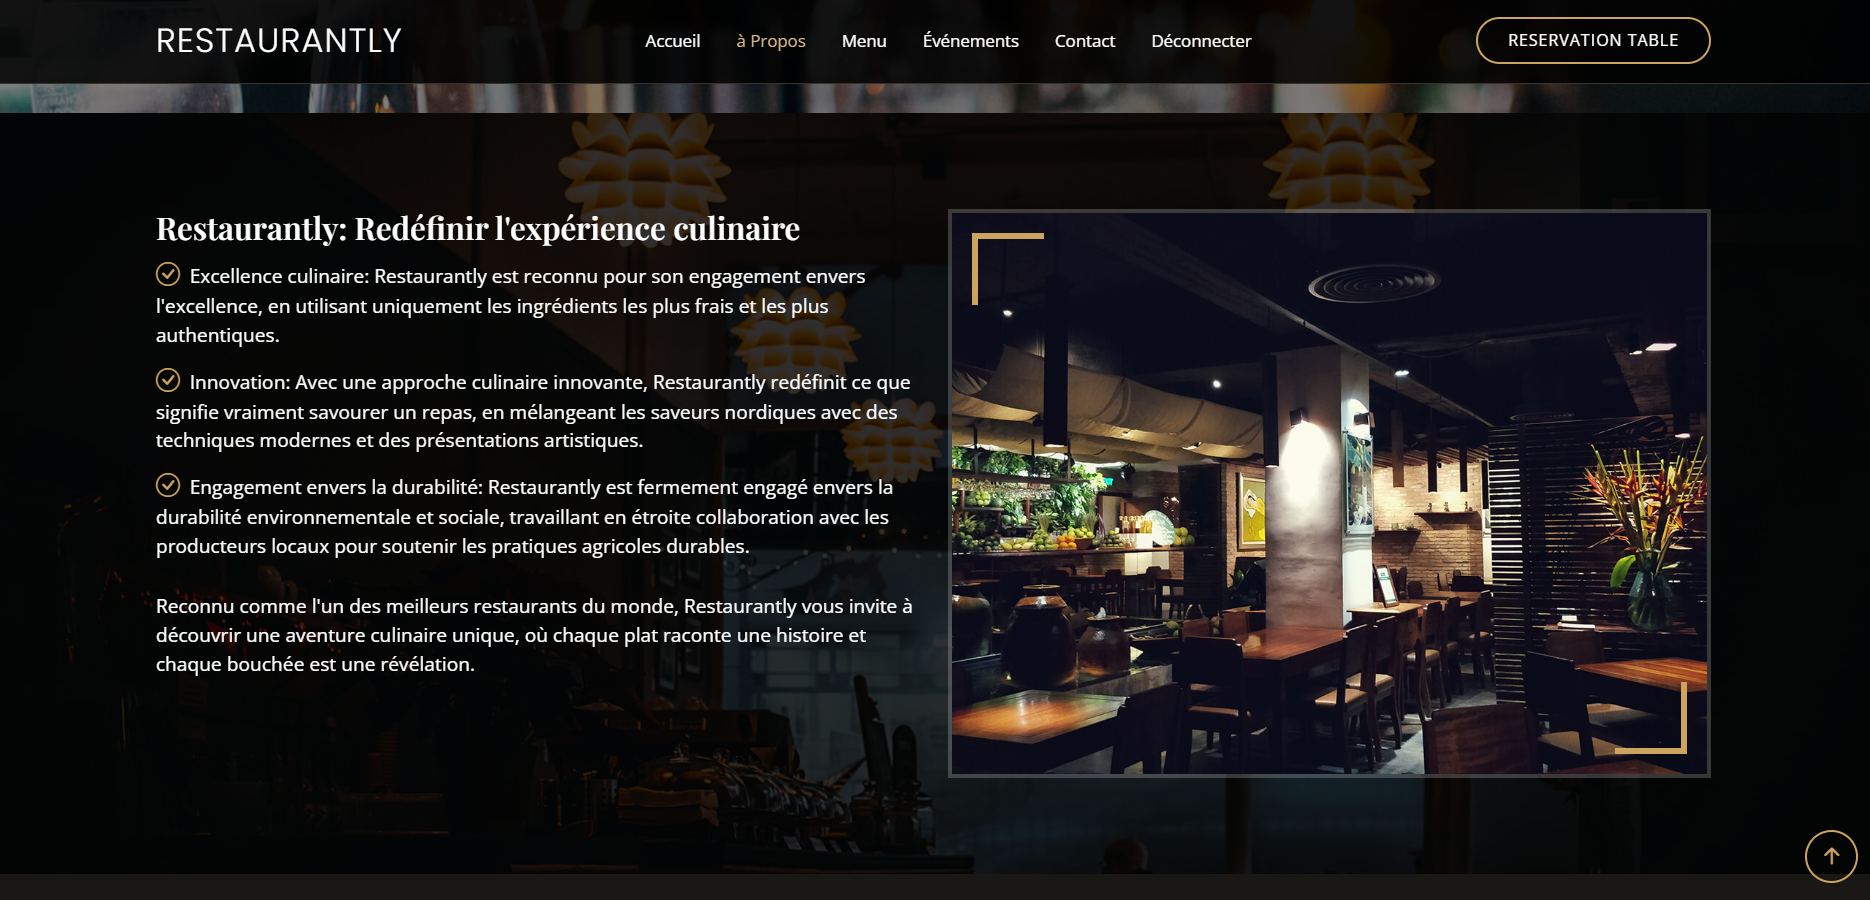 RESTAURANTLY
Accueil
à Propos
Menu
Événements
Contact
Déconnecter
RESERVATION TABLE
Restaurantly: Redéfinir l'expérience culinaire
Excellence culinaire: Restaurantly est reconnu pour son engagement envers
l'excellence, en utilisant uniquement les ingrédients les plus frais et les plus
authentiques.
Innovation: Avec une approche culinaire innovante, Restaurantly redéfinit ce que
signifie vraiment savourer un repas, en mélangeant les saveurs nordiques avec des
techniques modernes et des présentations artistiques.
Engagement envers la durabilité: Restaurantly est fermement engagé envers la
durabilité environnementale et sociale, travaillant en étroite collaboration avec les
producteurs locaux pour soutenir les pratiques agricoles durables.
Reconnu comme l'un des meilleurs restaurants du monde, Restaurantly vous invite à
découvrir une aventure culinaire unique, où chaque plat raconte une histoire et
chaque bouchée est une révélation.